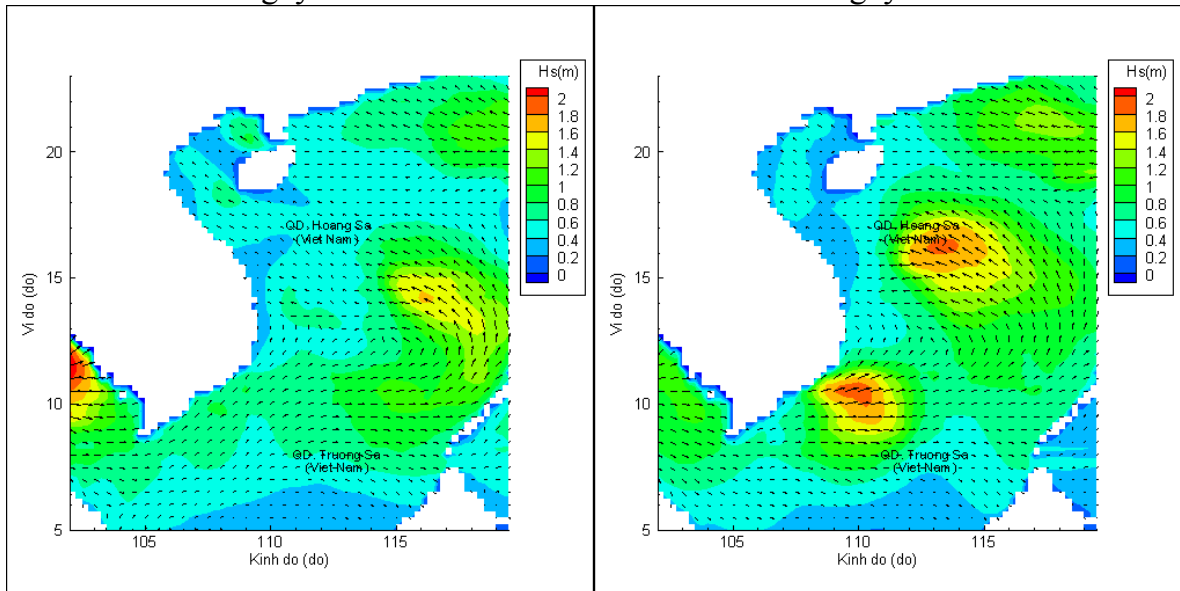 Hs(m)
2
1.8
1.6
1.4
1.2
1
0.8
0.6
0.4
0.2
0
20
15
10
5
Vi do (do)
QD. Hoang Sa
(Viet Nam)
QD. Truong Sa
(Viet Nam)
105
110
115
Kinh do (do)
Hs(m)
2
1.8
1.6
1.4
1.2
1
0.8
0.6
0.4
0.2
0
20
15
10
5
Vi do (do)
QD. Hoang Sa
(Viet Nam)
QD. Truong Sa
(Viet Nam)
105
110
115
Kinh do (do)